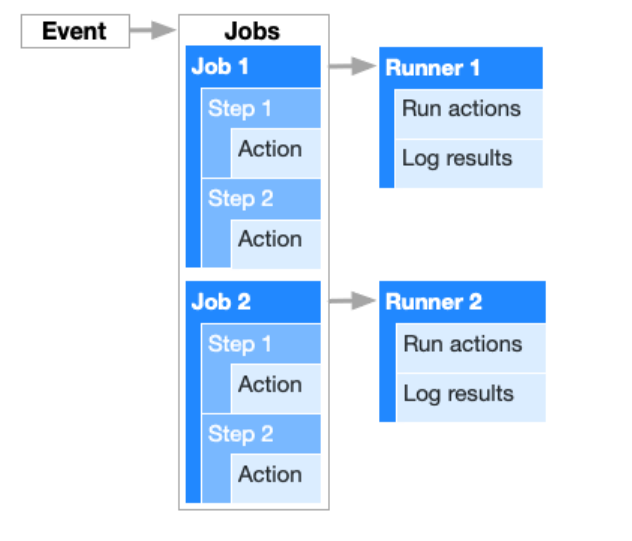 Event
Jobs
Job 1
Step 1
Action
Step 2
Action
Job 2
Step 1
Action
Step 2
Action
Runner 1
Run actions
Log results
Runner 2
Run actions
Log results